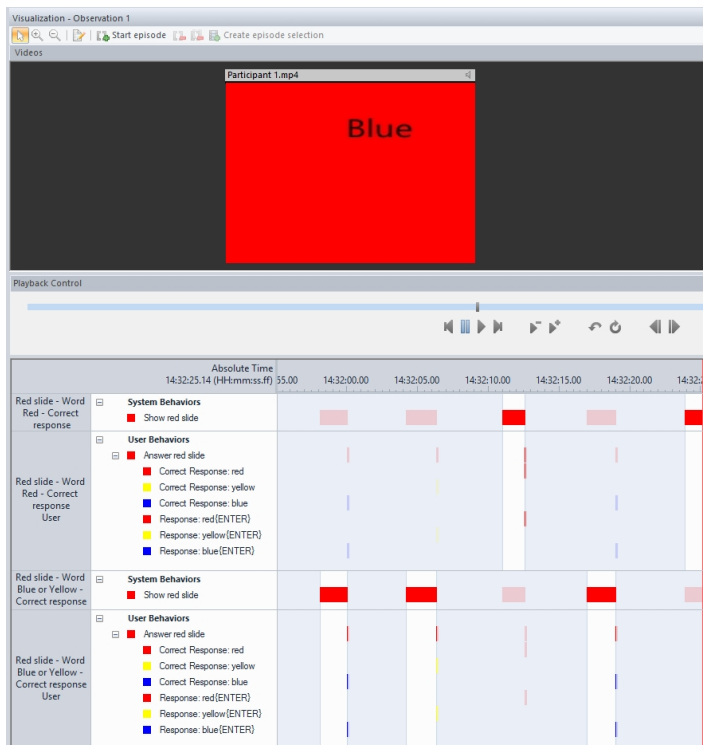 Visualization - Observation 1
Start episode Create episode selection
Videos
Participant 1.mp4
Blue
Playback Control
Absolute Time
14:32:25.14 (HH:mm:ss.ff) 55.00 14:32:00.00 14:32:05.00 14:32:10.00 14:32:15.00 14:32:20.00 14:32:2
Red slide - Word
Red - Correct
response
System Behaviors
Show red slide
Red slide - Word
Red - Correct
response
User
User Behaviors
Answer red slide
Correct Response: red
Correct Response: yellow
Correct Response: blue
Response: red{ENTER}
Response: yellow{ENTER}
Response: blue{ENTER}
Red slide - Word
Blue or Yellow -
Correct response
System Behaviors
Show red slide
Red slide - Word
Blue or Yellow -
Correct response
User
User Behaviors
Answer red slide
Correct Response: red
Correct Response: yellow
Correct Response: blue
Response: red{ENTER}
Response: yellow{ENTER}
Response: blue{ENTER}